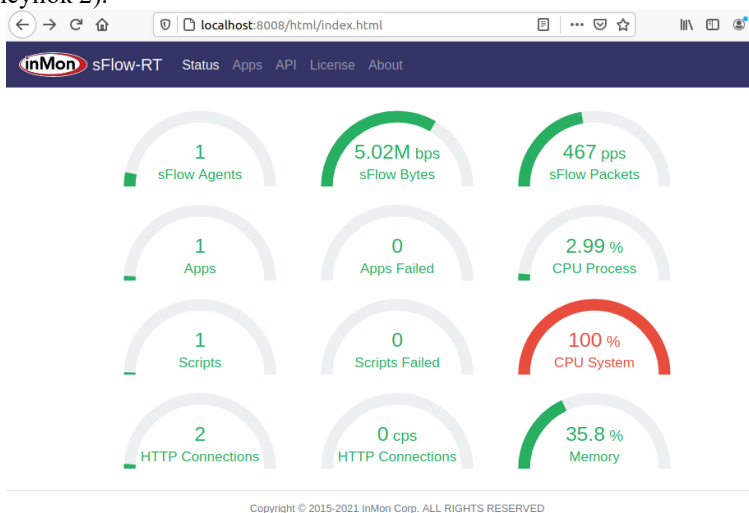 2).
localhost:8008/html/index.html
inMon sFlow-RT Status Apps API License About
1
sFlow Agents
5.02M bps
sFlow Bytes
467 pps
sFlow Packets
1
Apps
0
Apps Failed
2.99 %
CPU Process
1
Scripts
0
Scripts Failed
100 %
CPU System
2
HTTP Connections
0 cps
HTTP Connections
35.8 %
Memory
Copyright © 2015-2021 InMon Corp. ALL RIGHTS RESERVED